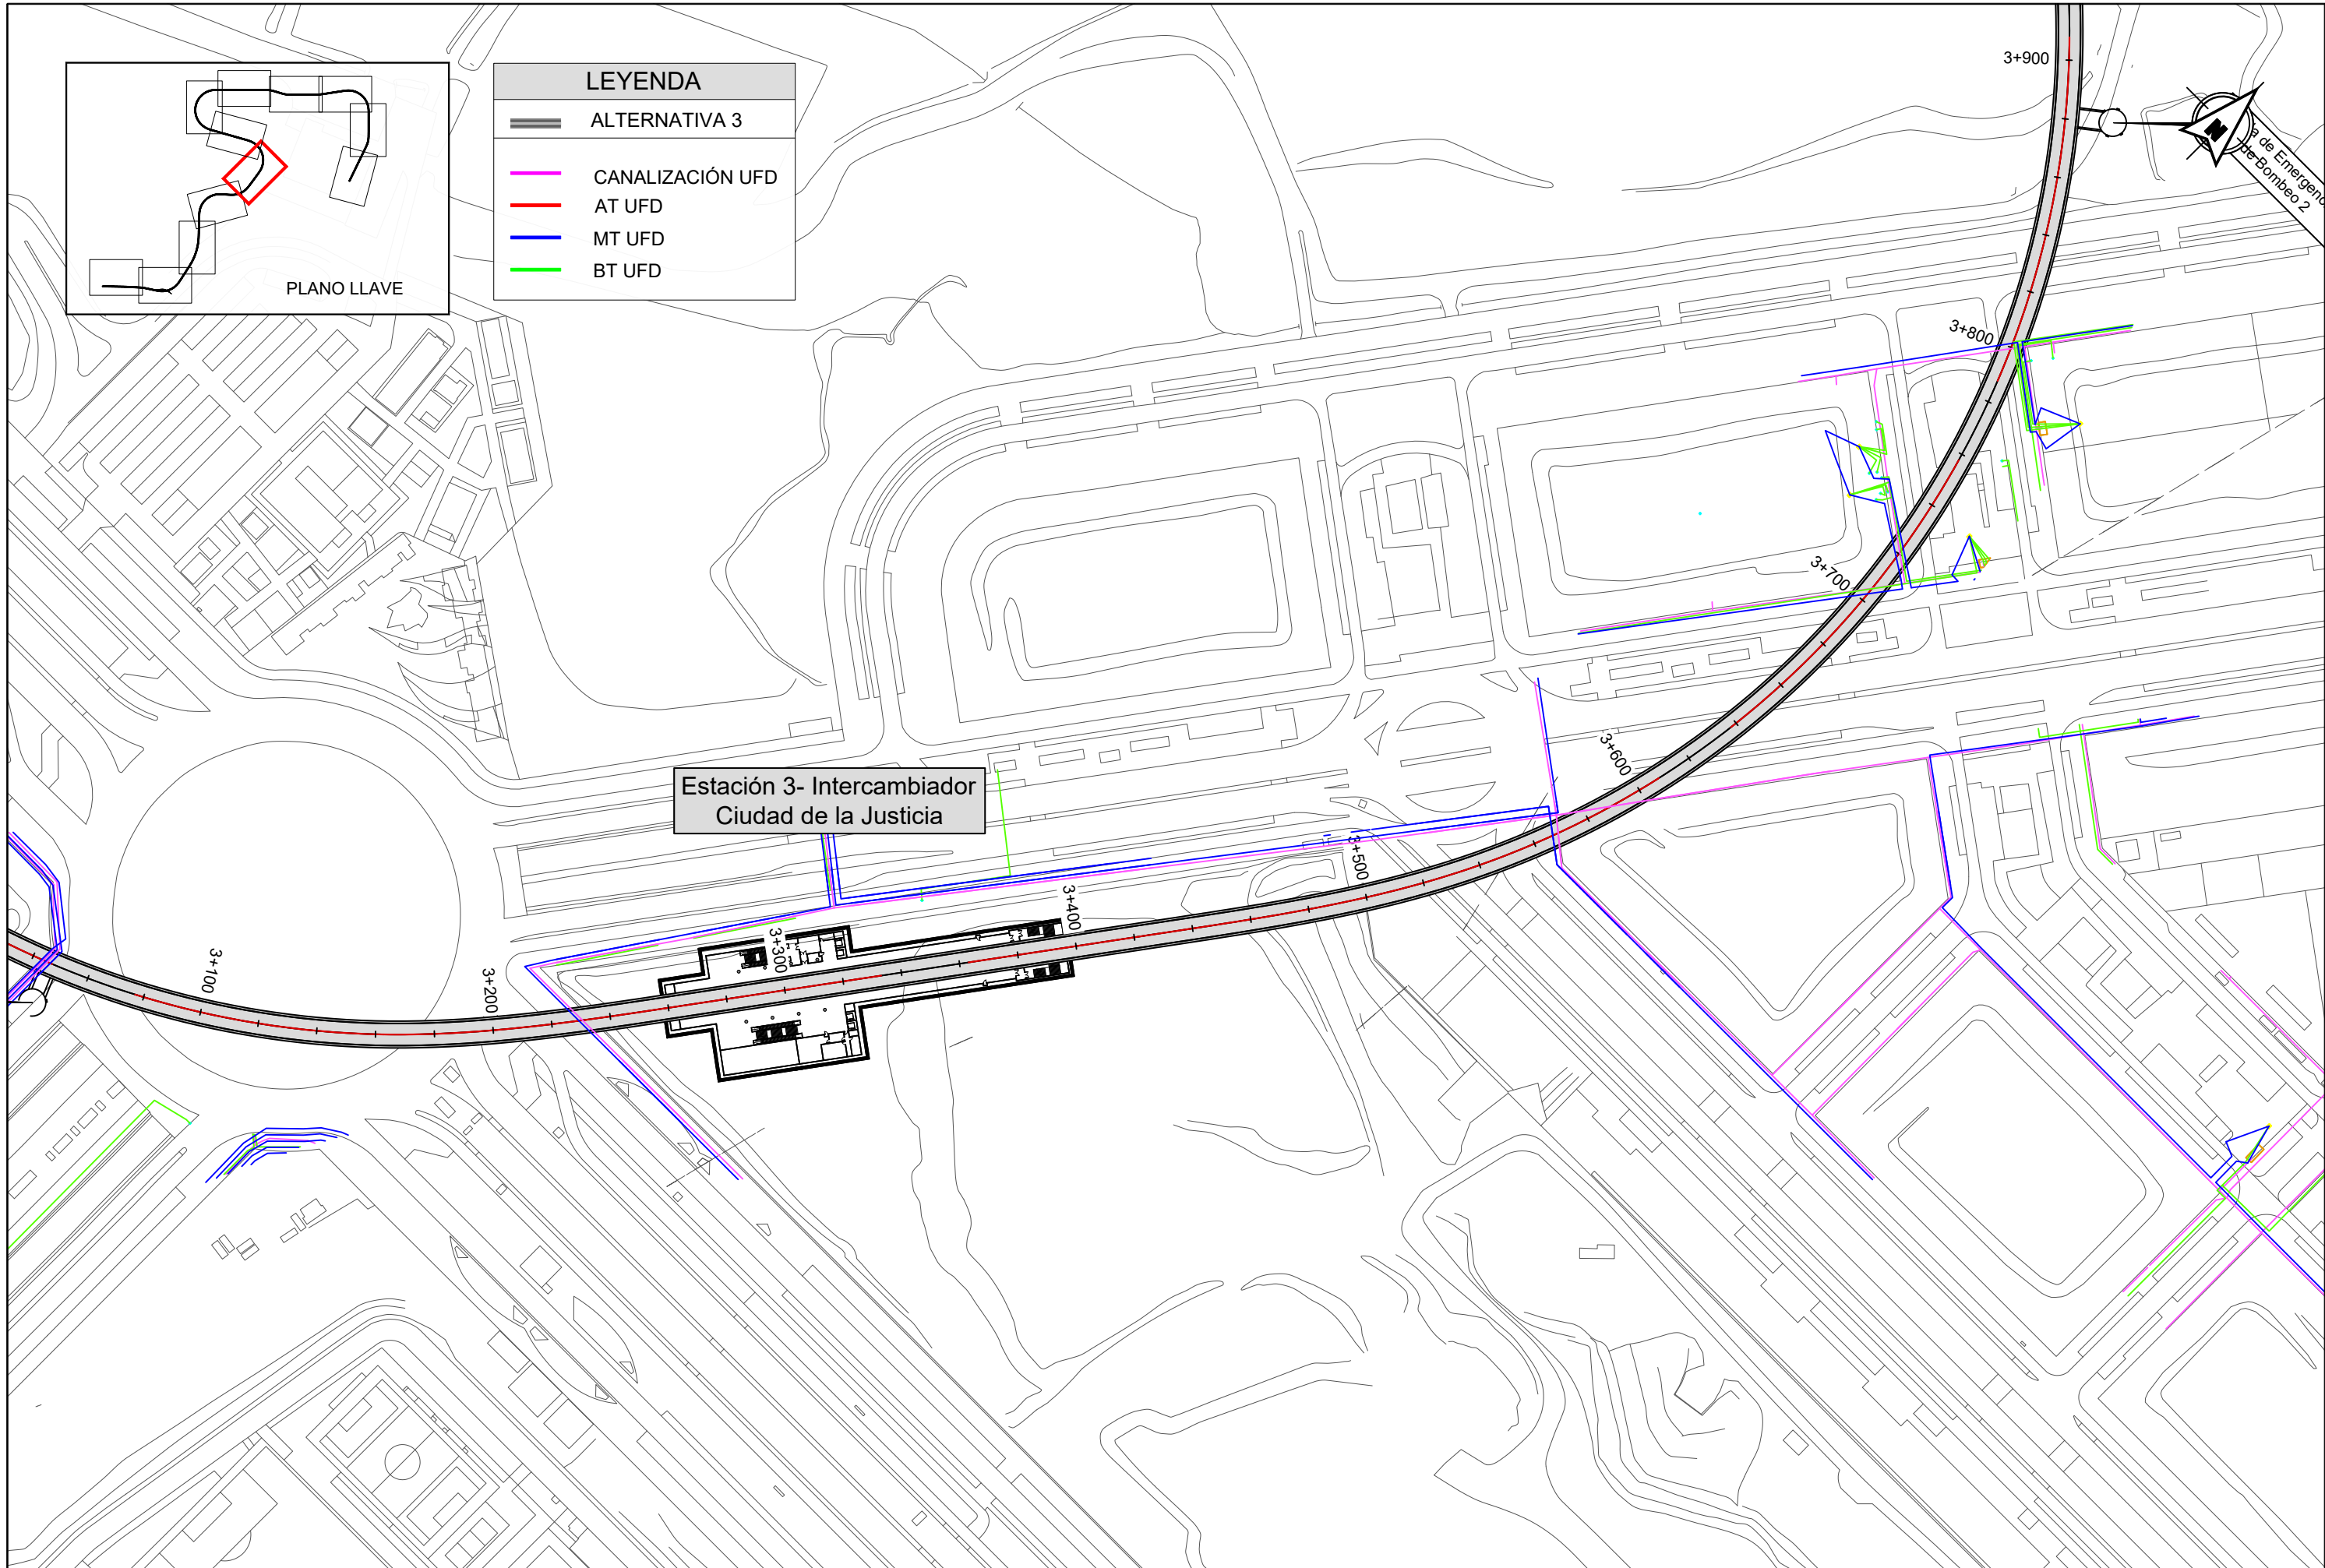 PLANO LLAVE
LEYENDA
ALTERNATIVA 3
CANALIZACIÓN UFD
AT UFD
MT UFD
BT UFD
3+900
N
de Emergenc
de Bombeo 2
3+800
3+700
3+600
Estación 3- Intercambiador
Ciudad de la Justicia
3+500
3+400
3+300
3+200
3+100